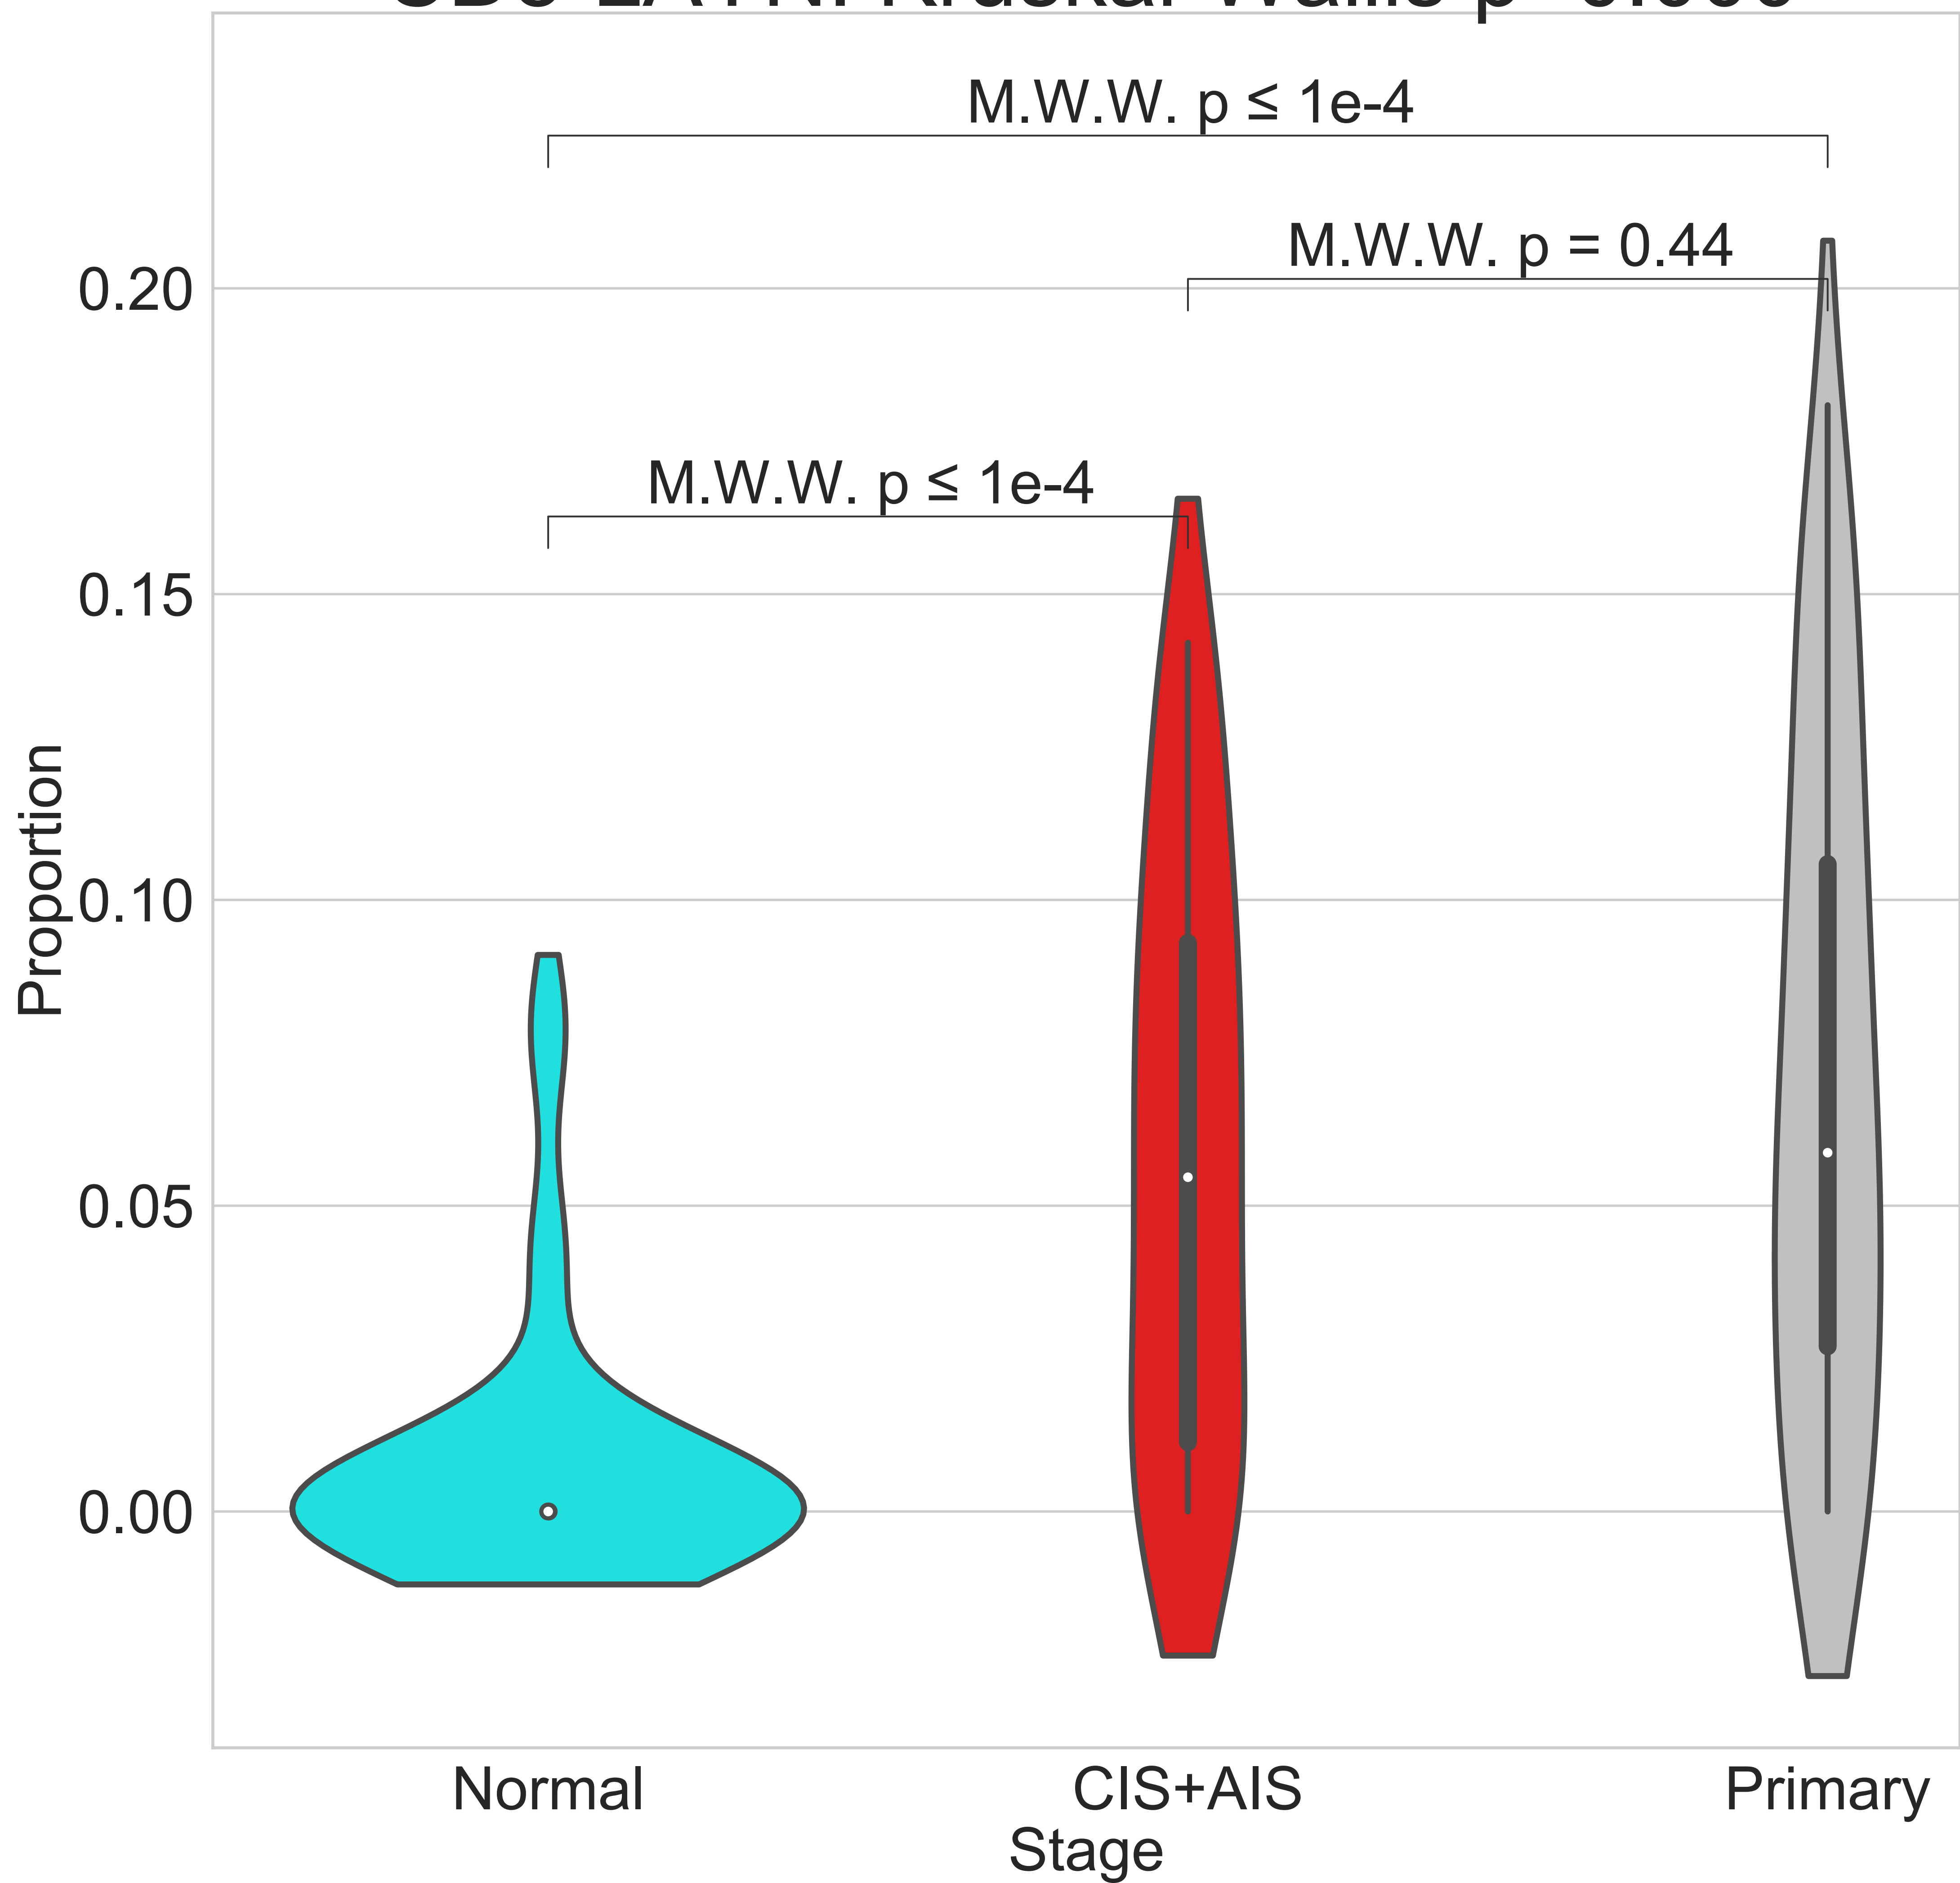 M.W.W. p ≤ 1e-4
M.W.W. p = 0.44
0.20
M.W.W. p ≤ 1e-4
0.15
Proportion
0.10
0.05
0.00
Normal
CIS+AIS
Primary
Stage